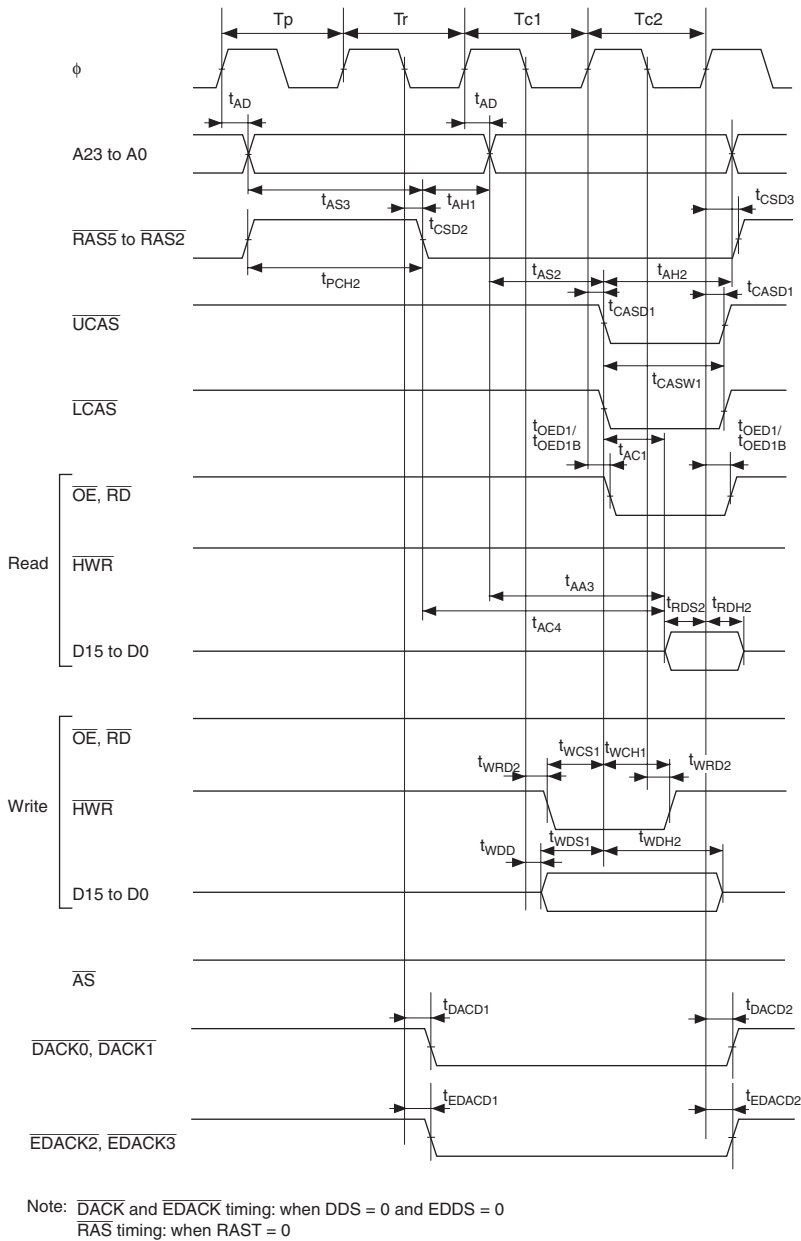 Tp Tr Tc1 Tc2
ϕ
tAD tAD
A23 to A0
tAS3 tAH1 tCSD3
tCSD2
RAS5 to RAS2
tPCH2 tAS2 tAH2
tCASD1 tCASD1
UCAS
tCASW1
LCAS
tOED1/ tOED1B tAC1 tOED1/ tOED1B
OE, RD
Read
HWR
tAA3
tRDS2 tRDH2
tAC4
D15 to D0
OE, RD
tWCS1 tWCH1
tWRD2 tWRD2
Write
HWR
tWDD tWDS1 tWDH2
D15 to D0
AS
tDACD1 tDACD2
DACK0, DACK1
tEDACD1 tEDACD2
EDACK2, EDACK3
Note: DACK and EDACK timing: when DDS = 0 and EDDS = 0
RAS timing: when RAST = 0